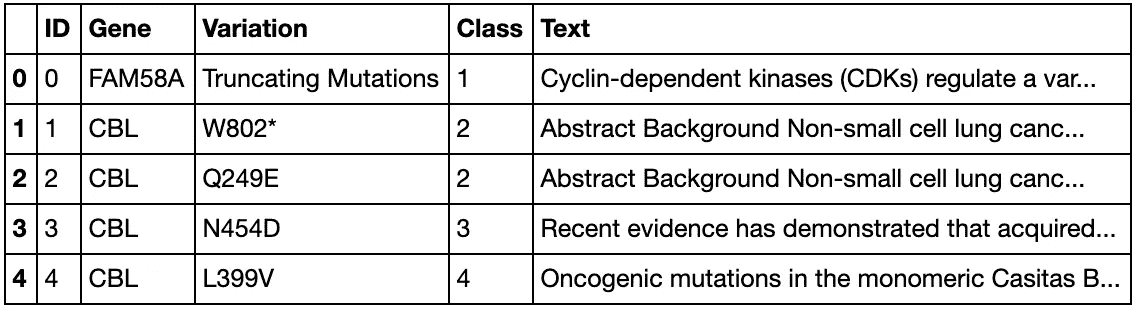 ID Gene Variation Class Text
0 0 FAM58A Truncating Mutations 1 Cyclin-dependent kinases (CDKs) regulate a var...
1 1 CBL W802* 2 Abstract Background Non-small cell lung canc...
2 2 CBL Q249E 2 Abstract Background Non-small cell lung canc...
3 3 CBL N454D 3 Recent evidence has demonstrated that acquired...
4 4 CBL L399V 4 Oncogenic mutations in the monomeric Casitas B...